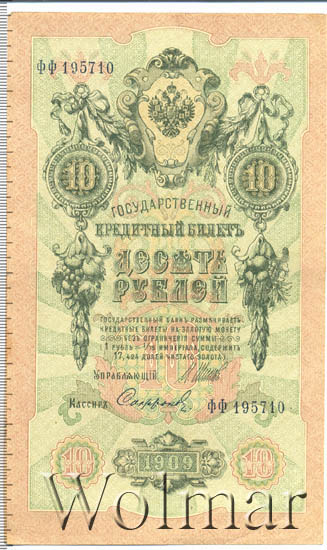 ФФ 195710
10 10
ГОСУДАРСТВЕННЫЙ
КРЕДИТНЫЙ БИЛЕТЪ
ДЕСЯТЬ
РУБЛЕЙ
ГОСУДАРСТВЕННЫЙ БАНКЪ РАЗМѢНИВАЕТЪ
КРЕДИТНЫЕ БИЛЕТЫ НА ЗОЛОТУЮ МОНЕТУ
БЕЗЪ ОГРАНИЧЕНІЯ СУММЫ
(1 РУБЛЬ = 1/15 ИМПЕРІАЛА, СОДЕРЖИТЪ
17,424 ДОЛЕЙ ЧИСТАГО ЗОЛОТА)
УПРАВЛЯЮЩІЙ
КАССИРЪ
ФФ 195710
10 1909 10
Wolmar